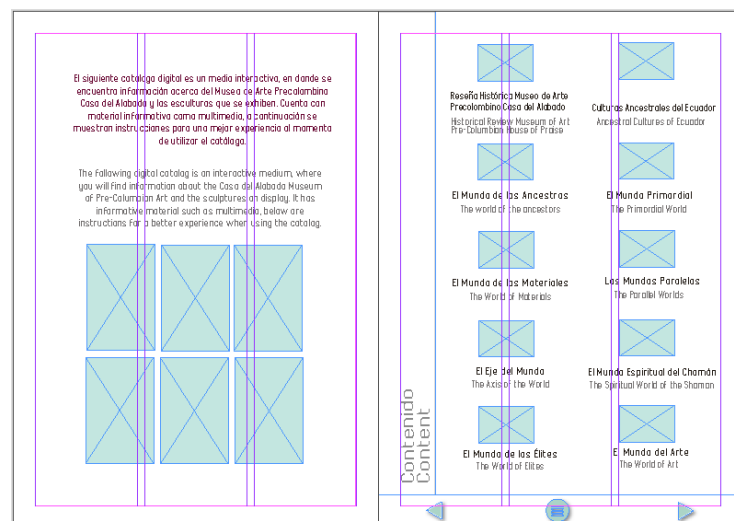 El siguiente catálogo digital es un medio interactivo, en donde se
encuentra información acerca del Museo de Arte Precolombino
Casa del Alabado y las esculturas que se exhiben. Cuenta con
material informativo como multimedia, a continuación se
muestran instrucciones para una mejor experiencia al momento
de utilizar el catálogo.
The following digital catalog is an interactive medium, where
you will find information about the Casa del Alabado Museum
of Pre-Columbian Art and the sculptures on display. It has
informative material such as multimedia, below are
instructions for a better experience when using the catalog.
Contenido
Content
Reseña Histórica Museo de Arte
Precolombino Casa del Alabado
Historical Review Museum of Art
Pre-Columbian House of Praise
Culturas Ancestrales del Ecuador
Ancestral Cultures of Ecuador
El Mundo de los Ancestros
The world of the ancestors
El Mundo Primordial
The Primordial World
El Mundo de los Materiales
The World of Materials
Los Mundos Paralelos
The Parallel Worlds
El Eje del Mundo
The Axis of the World
El Mundo Espiritual del Chamán
The Spiritual World of the Shaman
El Mundo de las Élites
The World of Elites
El Mundo del Arte
The World of Art